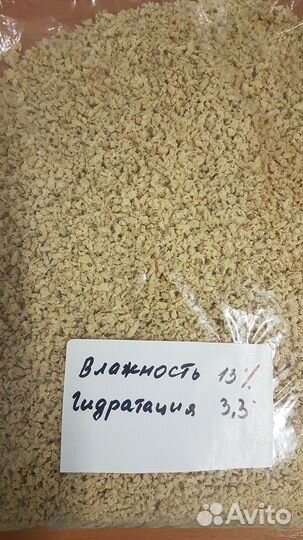 Влажность 13%
Гидратация 3,3
Avito